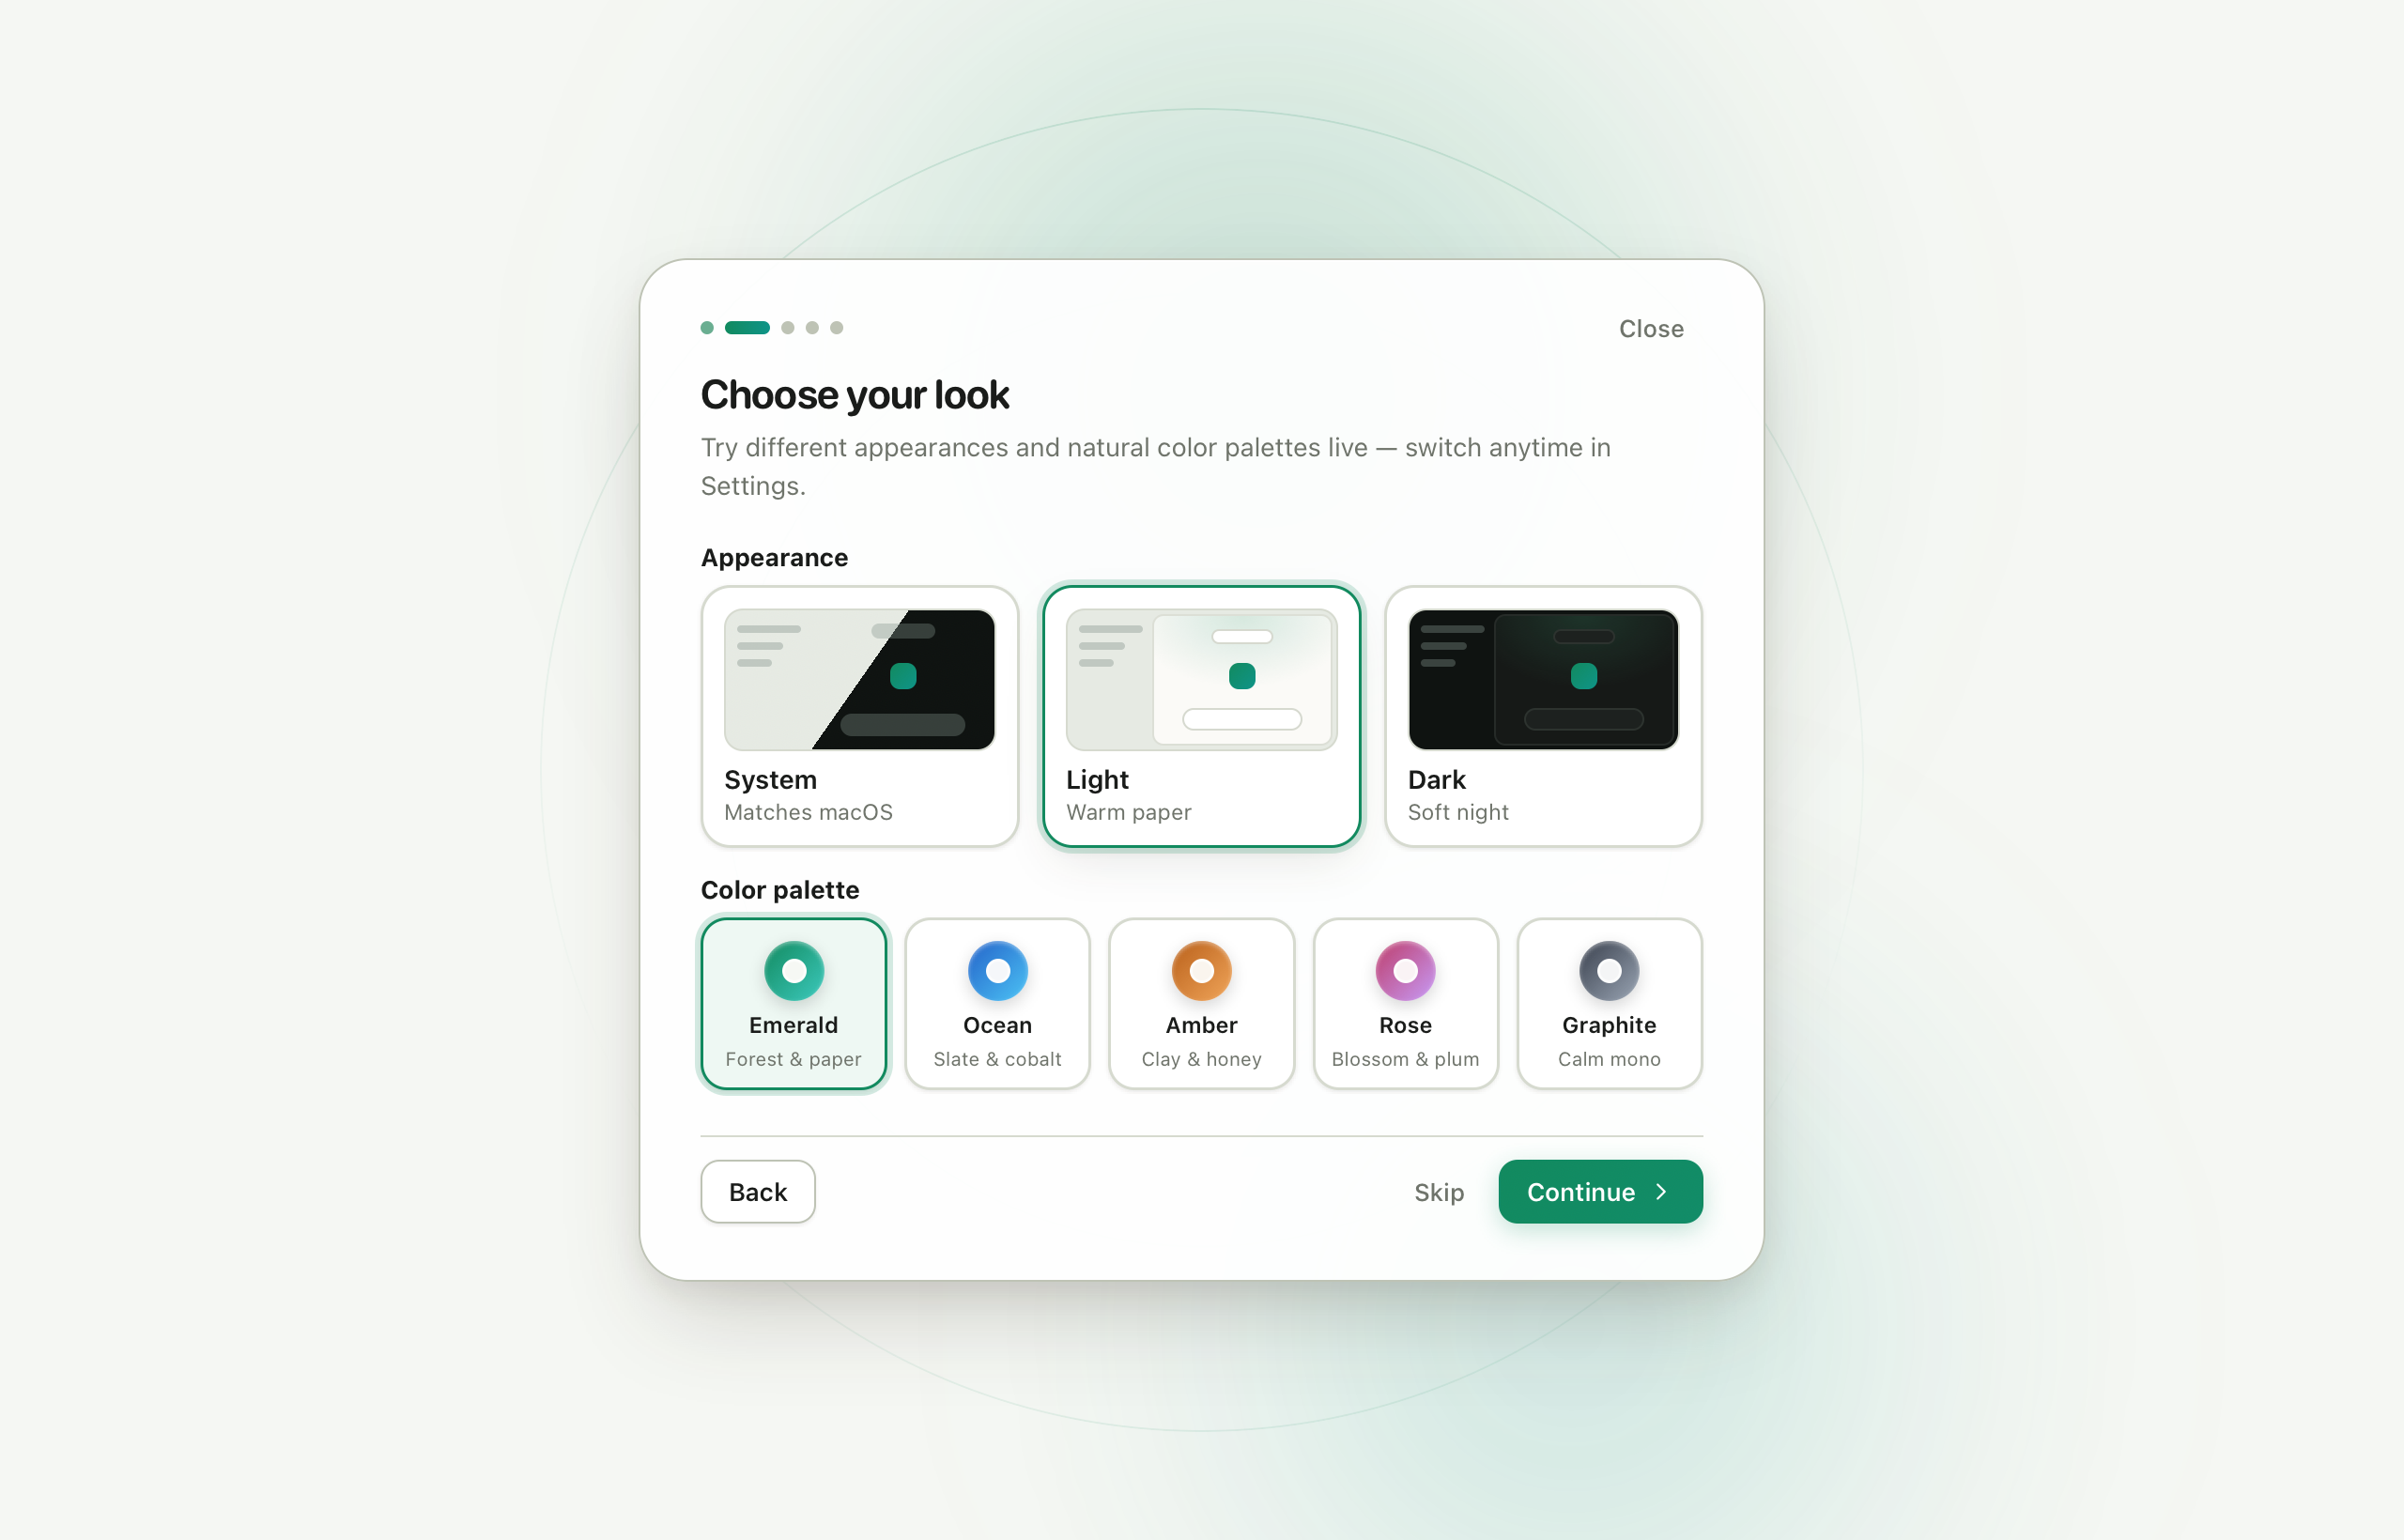 Close
Choose your look
Try different appearances and natural color palettes live — switch anytime in
Settings.
Appearance
System
Matches macOS
Light
Warm paper
Dark
Soft night
Color palette
Emerald
Forest & paper
Ocean
Slate & cobalt
Amber
Clay & honey
Rose
Blossom & plum
Graphite
Calm mono
Back
Skip
Continue